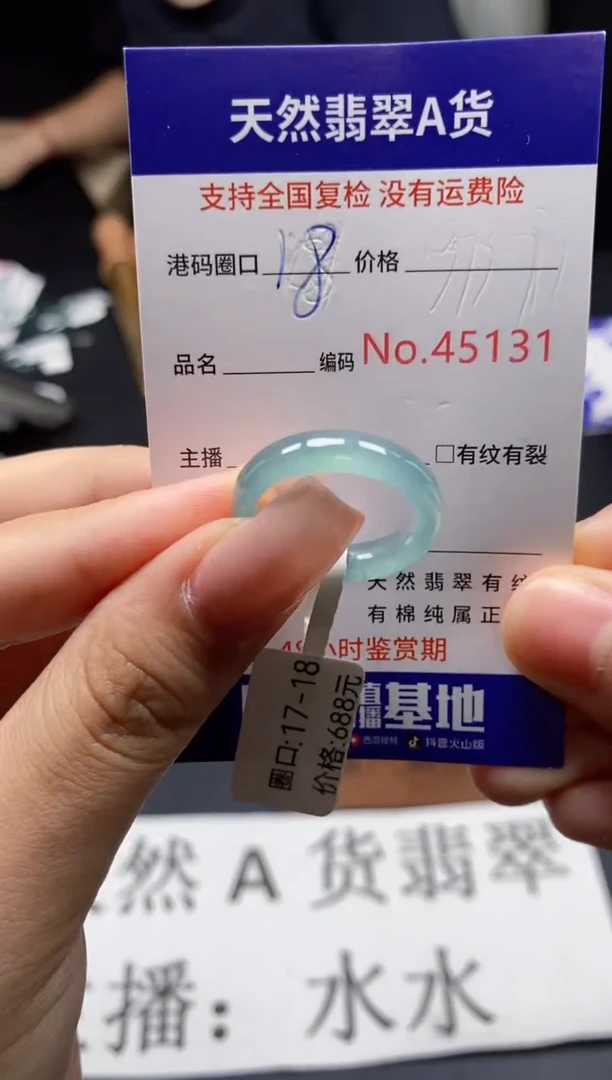 天然翡翠A货
支持全国复检 没有运费险
港码圈口 18 价格
品名 编码 No.45131
主播 □有纹有裂
天然翡翠有纹
有棉纯属正
48小时鉴赏期
播基地
抖音火山版
圈口:17-18
价格:688元
然A货翡翠
播：水水